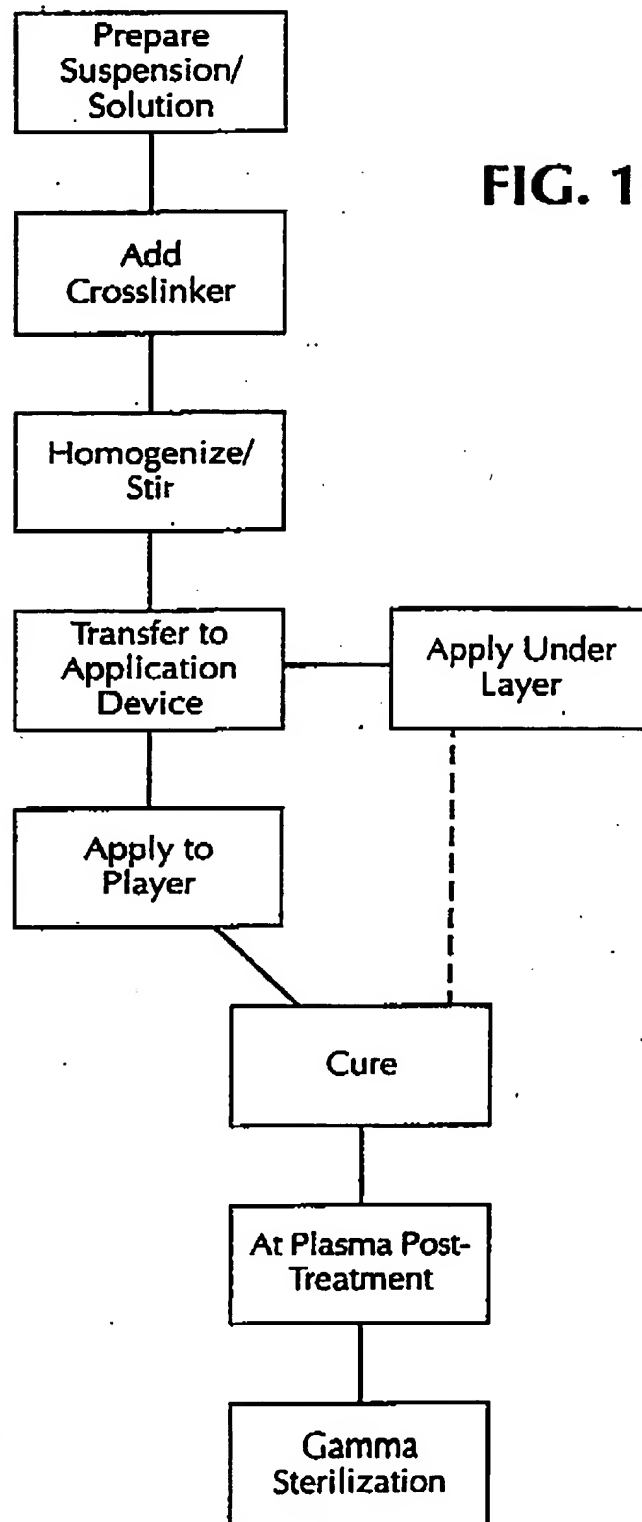 Prepare
Suspension/
Solution
FIG. 1
Add
Crosslinker
Homogenize/
Stir
Transfer to
Application
Device
Apply Under
Layer
Apply to
Player
Cure
At Plasma Post-
Treatment
Gamma
Sterilization